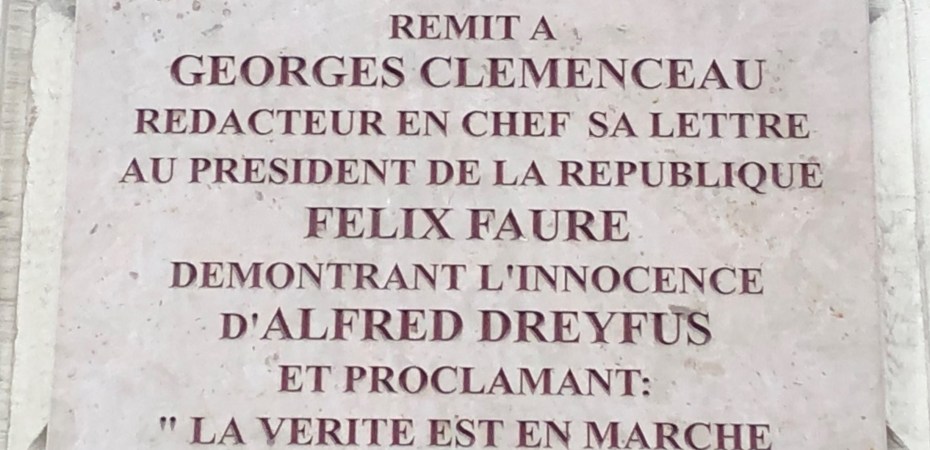 REMIT A
GEORGES CLEMENCEAU
REDACTEUR EN CHEF SA LETTRE
AU PRESIDENT DE LA REPUBLIQUE
FELIX FAURE
DEMONTRANT L'INNOCENCE
D'ALFRED DREYFUS
ET PROCLAMANT:
" LA VERITE EST EN MARCHE